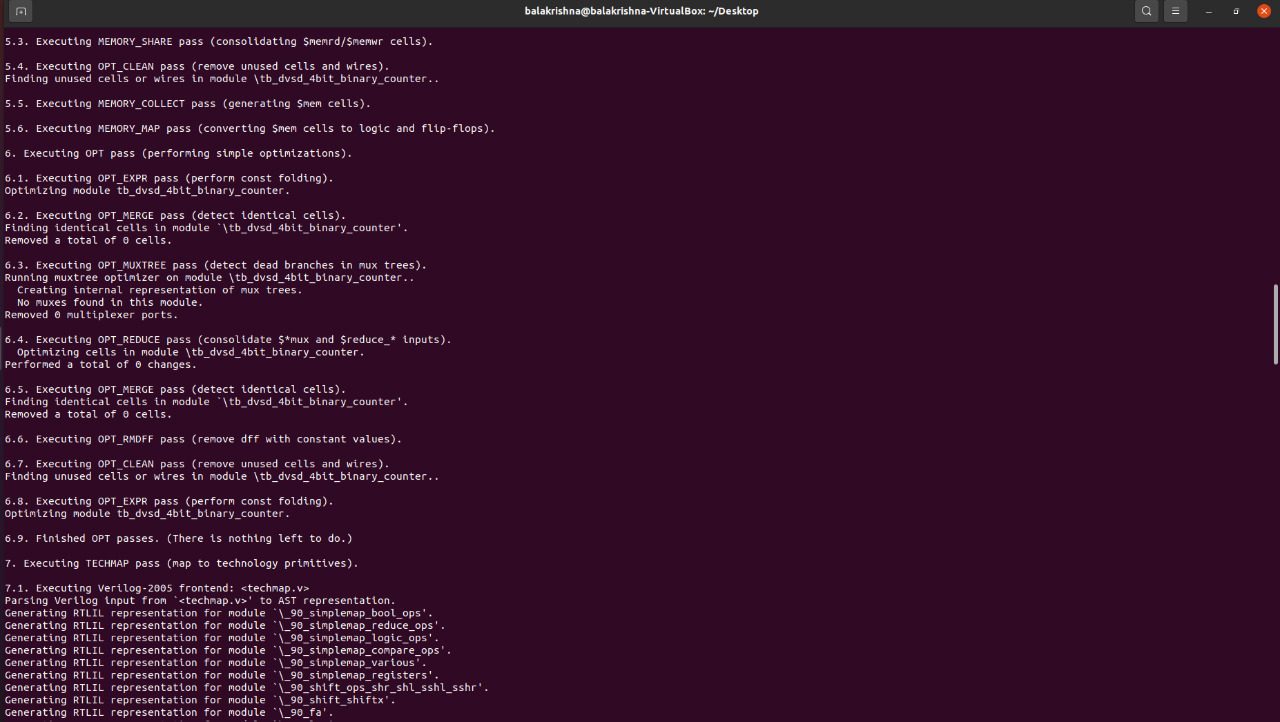 balakrishna@balakrishna-VirtualBox: ~/Desktop
5.3. Executing MEMORY_SHARE pass (consolidating $memrd/$memwr cells).
5.4. Executing OPT_CLEAN pass (remove unused cells and wires).
Finding unused cells or wires in module \tb_dvsd_4bit_binary_counter..
5.5. Executing MEMORY_COLLECT pass (generating $mem cells).
5.6. Executing MEMORY_MAP pass (converting $mem cells to logic and flip-flops).
6. Executing OPT pass (performing simple optimizations).
6.1. Executing OPT_EXPR pass (perform const folding).
Optimizing module tb_dvsd_4bit_binary_counter.
6.2. Executing OPT_MERGE pass (detect identical cells).
Finding identical cells in module `\tb_dvsd_4bit_binary_counter'.
Removed a total of 0 cells.
6.3. Executing OPT_MUXTREE pass (detect dead branches in mux trees).
Running muxtree optimizer on module \tb_dvsd_4bit_binary_counter..
  Creating internal representation of mux trees.
  No muxes found in this module.
Removed 0 multiplexer ports.
6.4. Executing OPT_REDUCE pass (consolidate $*mux and $reduce_* inputs).
  Optimizing cells in module \tb_dvsd_4bit_binary_counter.
Performed a total of 0 changes.
6.5. Executing OPT_MERGE pass (detect identical cells).
Finding identical cells in module `\tb_dvsd_4bit_binary_counter'.
Removed a total of 0 cells.
6.6. Executing OPT_RMDFF pass (remove dff with constant values).
6.7. Executing OPT_CLEAN pass (remove unused cells and wires).
Finding unused cells or wires in module \tb_dvsd_4bit_binary_counter..
6.8. Executing OPT_EXPR pass (perform const folding).
Optimizing module tb_dvsd_4bit_binary_counter.
6.9. Finished OPT passes. (There is nothing left to do.)
7. Executing TECHMAP pass (map to technology primitives).
7.1. Executing Verilog-2005 frontend: <techmap.v>
Parsing Verilog input from `<techmap.v>' to AST representation.
Generating RTLIL representation for module `\_90_simplemap_bool_ops'.
Generating RTLIL representation for module `\_90_simplemap_reduce_ops'.
Generating RTLIL representation for module `\_90_simplemap_logic_ops'.
Generating RTLIL representation for module `\_90_simplemap_compare_ops'.
Generating RTLIL representation for module `\_90_simplemap_various'.
Generating RTLIL representation for module `\_90_simplemap_registers'.
Generating RTLIL representation for module `\_90_shift_ops_shr_shl_sshl_sshr'.
Generating RTLIL representation for module `\_90_shift_shiftx'.
Generating RTLIL representation for module `\_90_fa'.